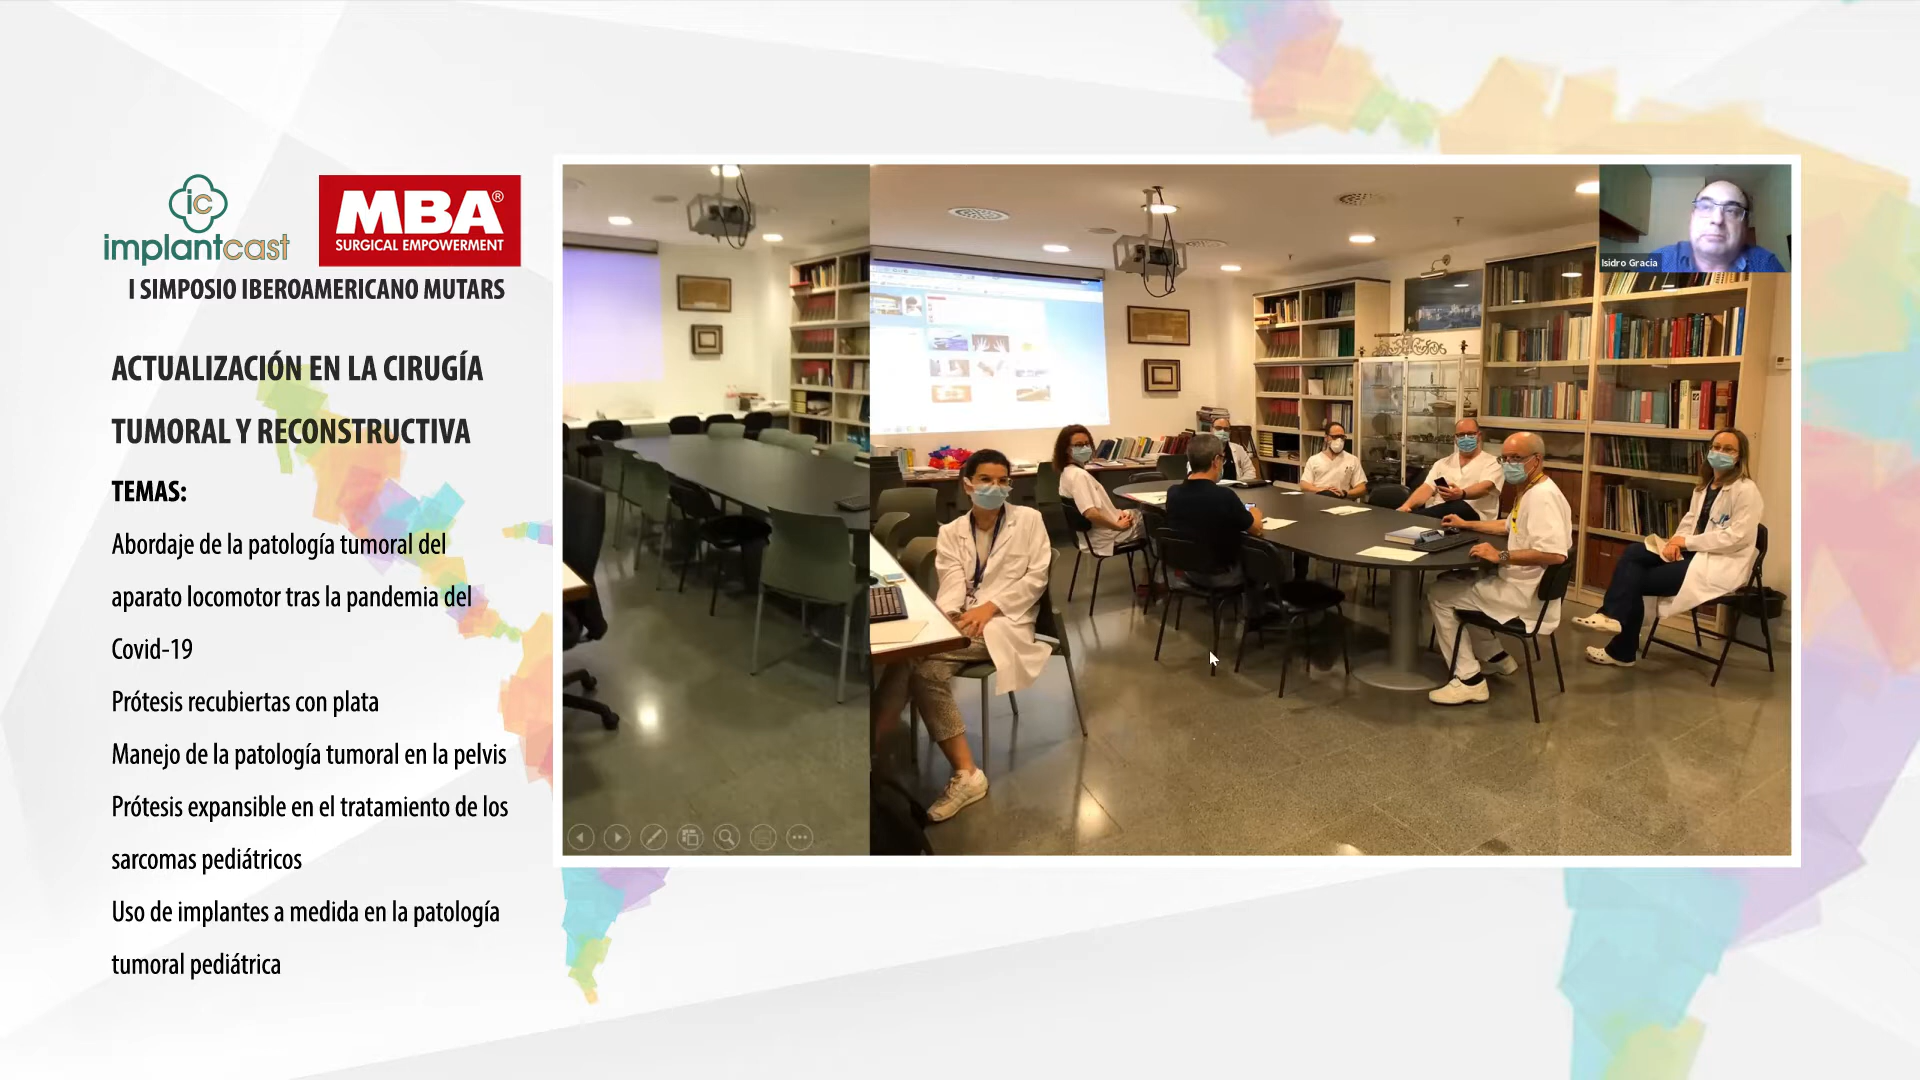 ic
implantcast
MBA®
SURGICAL EMPOWERMENT
I SIMPOSIO IBEROAMERICANO MUTARS
ACTUALIZACIÓN EN LA CIRUGÍA
TUMORAL Y RECONSTRUCTIVA
TEMAS:
Abordaje de la patología tumoral del
aparato locomotor tras la pandemia del
Covid-19
Prótesis recubiertas con plata
Manejo de la patología tumoral en la pelvis
Prótesis expansible en el tratamiento de los
sarcomas pediátricos
Uso de implantes a medida en la patología
tumoral pediátrica
Isidro Gracia